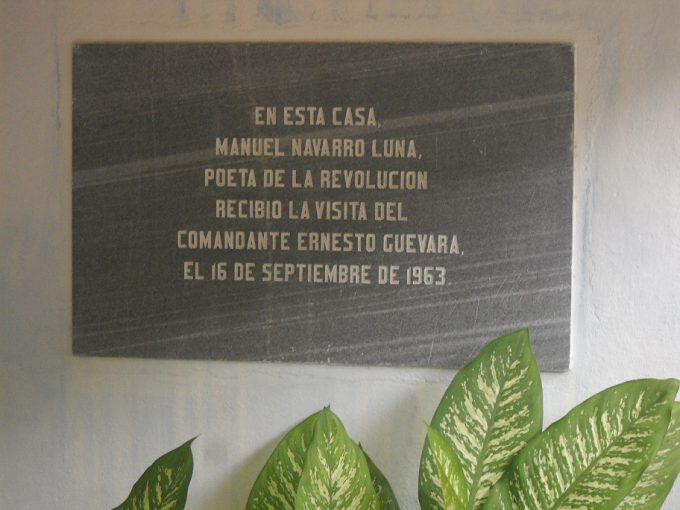 EN ESTA CASA,
MANUEL NAVARRO LUNA,
POETA DE LA REVOLUCION
RECIBIO LA VISITA DEL
COMANDANTE ERNESTO GUEVARA,
EL 16 DE SEPTIEMBRE DE 1963.